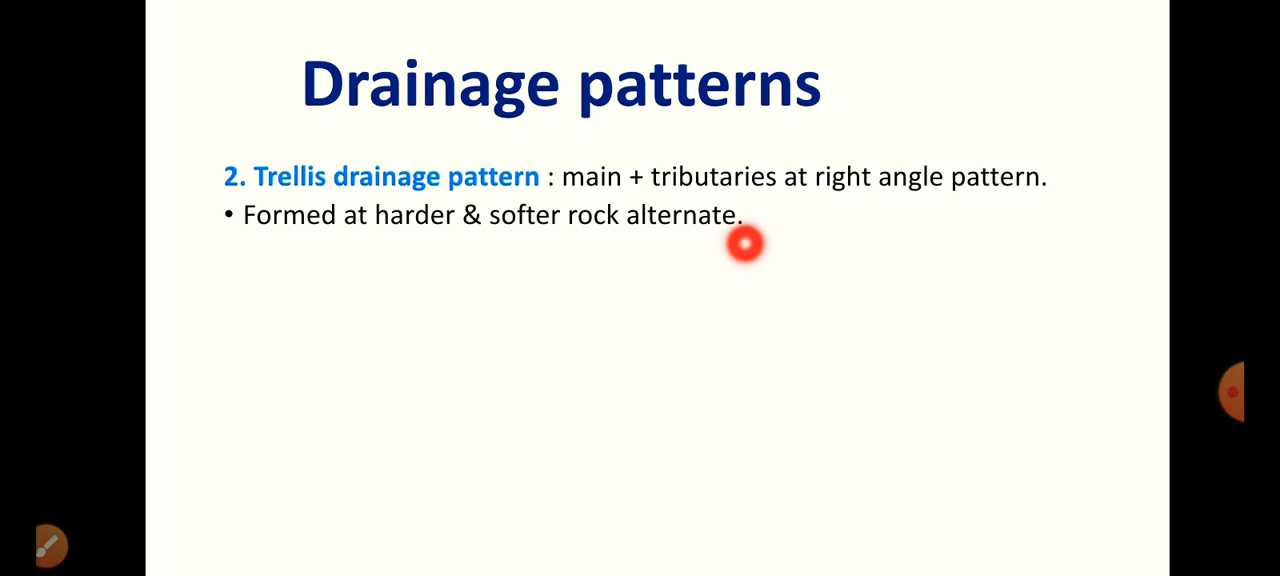 Drainage patterns
2. Trellis drainage pattern : main + tributaries at right angle pattern.
• Formed at harder & softer rock alternate.